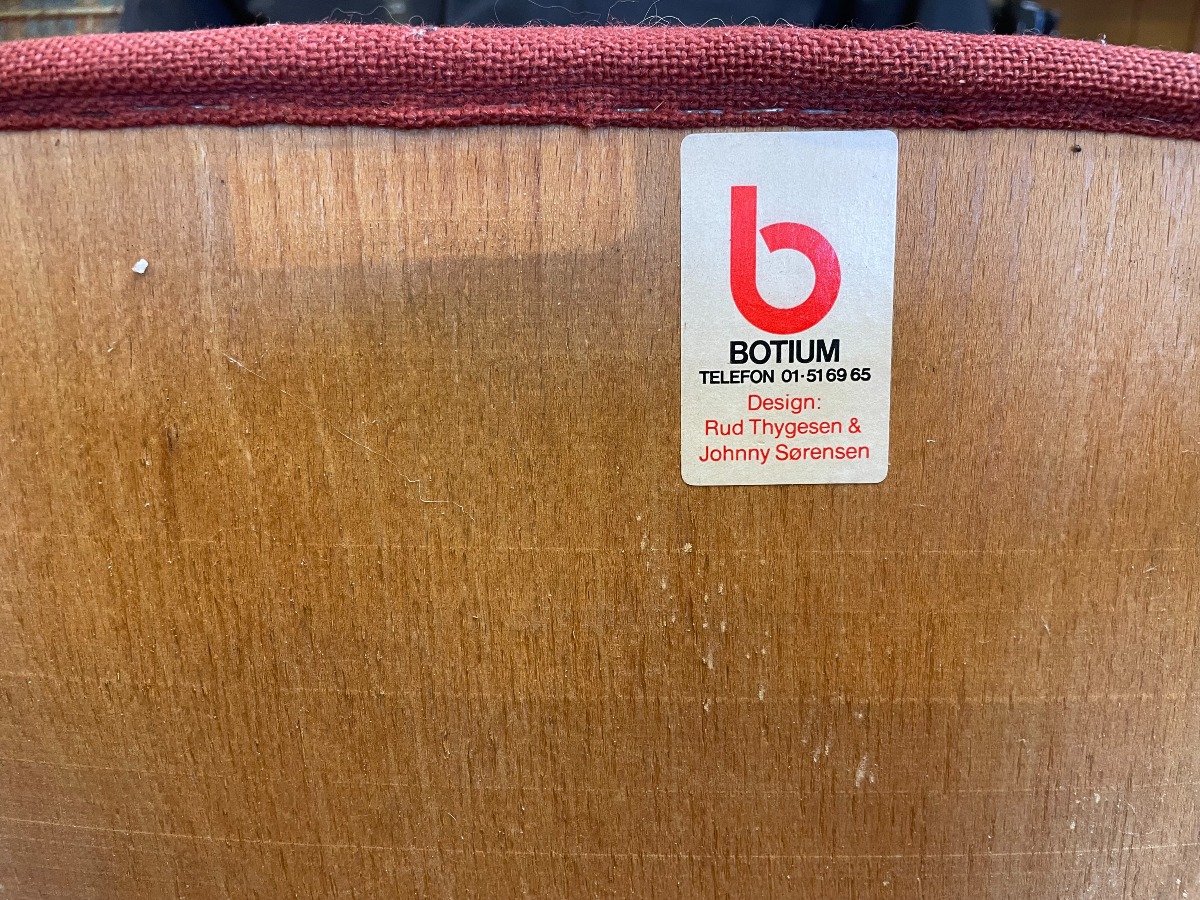 b
BOTIUM
TELEFON 01·51 69 65
Design:
Rud Thygesen &
Johnny Sørensen